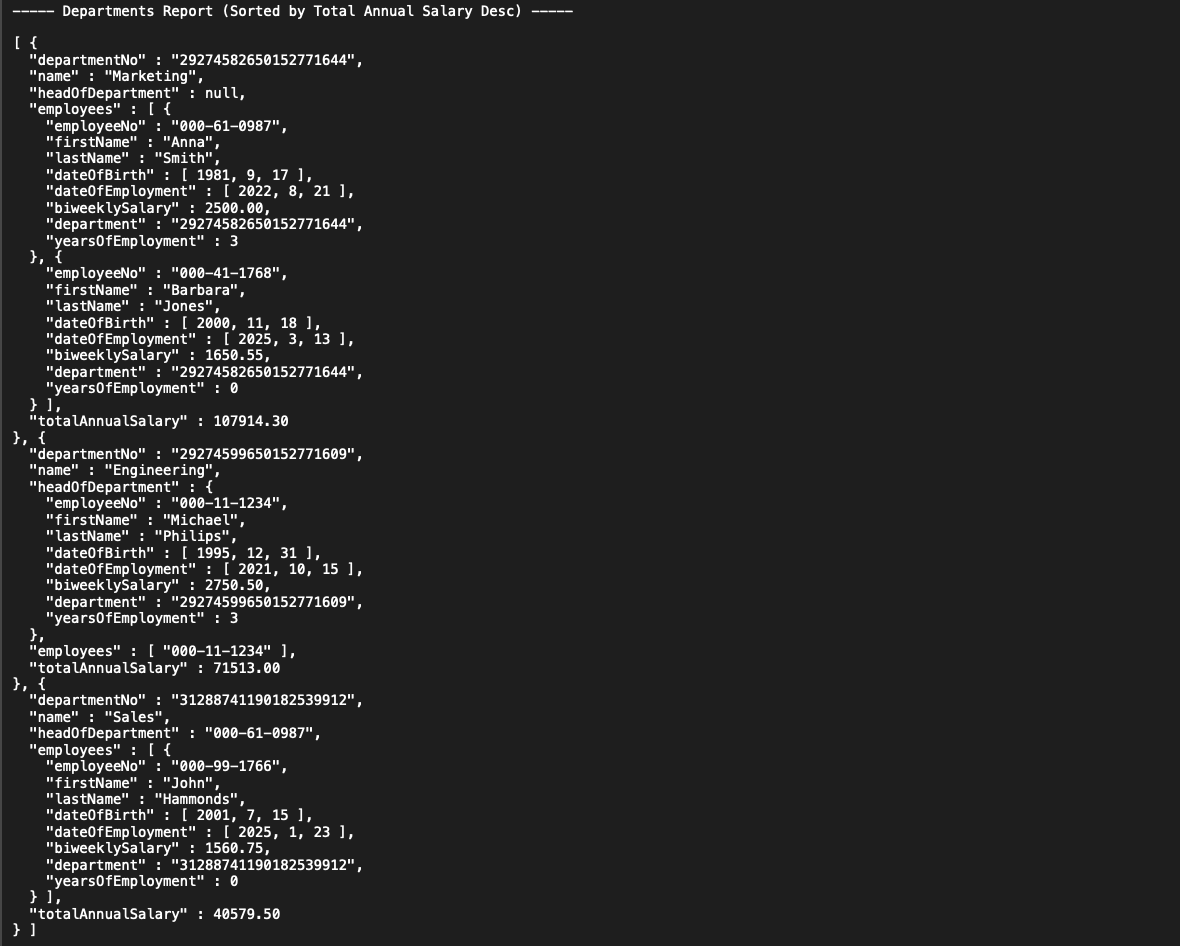 ----- Departments Report (Sorted by Total Annual Salary Desc) -----
[ {
  "departmentNo" : "29274582650152771644",
  "name" : "Marketing",
  "headOfDepartment" : null,
  "employees" : [ {
    "employeeNo" : "000-61-0987",
    "firstName" : "Anna",
    "lastName" : "Smith",
    "dateOfBirth" : [ 1981, 9, 17 ],
    "dateOfEmployment" : [ 2022, 8, 21 ],
    "biweeklySalary" : 2500.00,
    "department" : "29274582650152771644",
    "yearsOfEmployment" : 3
  }, {
    "employeeNo" : "000-41-1768",
    "firstName" : "Barbara",
    "lastName" : "Jones",
    "dateOfBirth" : [ 2000, 11, 18 ],
    "dateOfEmployment" : [ 2025, 3, 13 ],
    "biweeklySalary" : 1650.55,
    "department" : "29274582650152771644",
    "yearsOfEmployment" : 0
  } ],
  "totalAnnualSalary" : 107914.30
}, {
  "departmentNo" : "29274599650152771609",
  "name" : "Engineering",
  "headOfDepartment" : {
    "employeeNo" : "000-11-1234",
    "firstName" : "Michael",
    "lastName" : "Philips",
    "dateOfBirth" : [ 1995, 12, 31 ],
    "dateOfEmployment" : [ 2021, 10, 15 ],
    "biweeklySalary" : 2750.50,
    "department" : "29274599650152771609",
    "yearsOfEmployment" : 3
  },
  "employees" : [ "000-11-1234" ],
  "totalAnnualSalary" : 71513.00
}, {
  "departmentNo" : "31288741190182539912",
  "name" : "Sales",
  "headOfDepartment" : "000-61-0987",
  "employees" : [ {
    "employeeNo" : "000-99-1766",
    "firstName" : "John",
    "lastName" : "Hammonds",
    "dateOfBirth" : [ 2001, 7, 15 ],
    "dateOfEmployment" : [ 2025, 1, 23 ],
    "biweeklySalary" : 1560.75,
    "department" : "31288741190182539912",
    "yearsOfEmployment" : 0
  } ],
  "totalAnnualSalary" : 40579.50
} ]